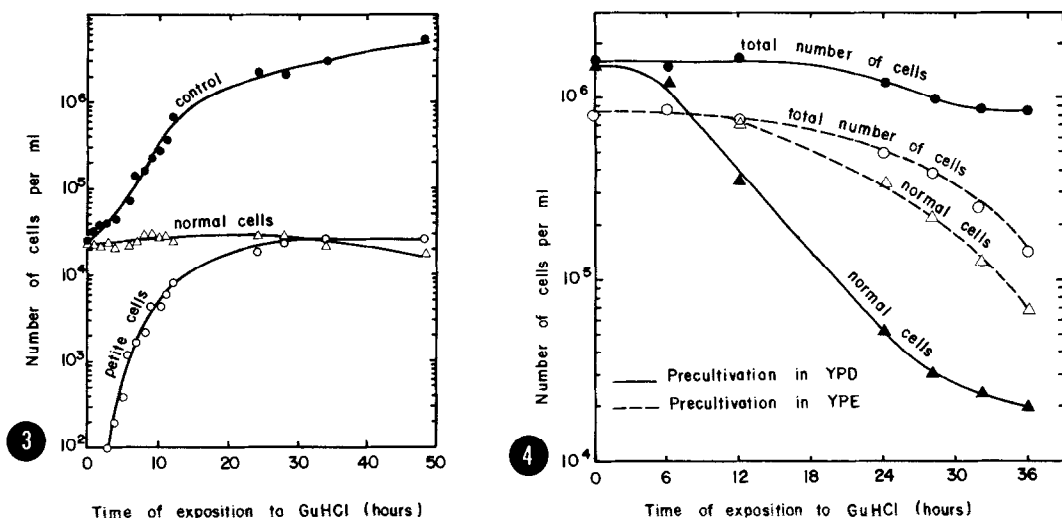 Number of cells per ml
10^6
10^5
10^4
10^3
10^2
control
normal cells
petite cells
0 10 20 30 40 50
Time of exposition to GuHCl (hours)
3
Number of cells per ml
10^6
10^5
10^4
total number of cells
total number of cells
normal cells
normal cells
Precultivation in YPD
Precultivation in YPE
0 6 12 18 24 30 36
Time of exposition to GuHCl (hours)
4